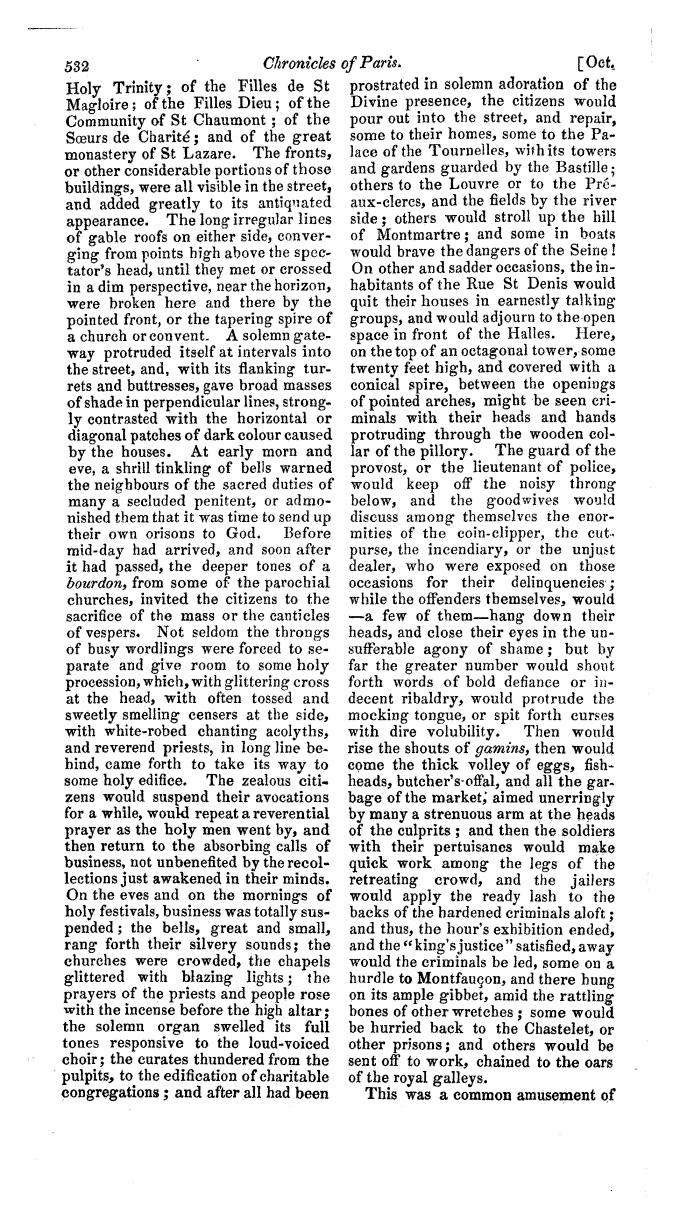 532 Chronicles of Paris. [Oct.
Holy Trinity; of the Filles de St
Magloire; of the Filles Dieu; of the
Community of St Chaumont; of the
Sœurs de Charité; and of the great
monastery of St Lazare. The fronts,
or other considerable portions of those
buildings, were all visible in the street,
and added greatly to its antiquated
appearance. The long irregular lines
of gable roofs on either side, conver-
ging from points high above the spec-
tator's head, until they met or crossed
in a dim perspective, near the horizon,
were broken here and there by the
pointed front, or the tapering spire of
a church or convent. A solemn gate-
way protruded itself at intervals into
the street, and, with its flanking tur-
rets and buttresses, gave broad masses
of shade in perpendicular lines, strong-
ly contrasted with the horizontal or
diagonal patches of dark colour caused
by the houses. At early morn and
eve, a shrill tinkling of bells warned
the neighbours of the sacred duties of
many a secluded penitent, or admo-
nished them that it was time to send up
their own orisons to God. Before
mid-day had arrived, and soon after
it had passed, the deeper tones of a
bourdon, from some of the parochial
churches, invited the citizens to the
sacrifice of the mass or the canticles
of vespers. Not seldom the throngs
of busy wordlings were forced to se-
parate and give room to some holy
procession, which, with glittering cross
at the head, with often tossed and
sweetly smelling censers at the side,
with white-robed chanting acolyths,
and reverend priests, in long line be-
hind, came forth to take its way to
some holy edifice. The zealous citi-
zens would suspend their avocations
for a while, would repeat a reverential
prayer as the holy men went by, and
then return to the absorbing calls of
business, not unbenefited by the recol-
lections just awakened in their minds.
On the eves and on the mornings of
holy festivals, business was totally sus-
pended; the bells, great and small,
rang forth their silvery sounds; the
churches were crowded, the chapels
glittered with blazing lights; the
prayers of the priests and people rose
with the incense before the high altar;
the solemn organ swelled its full
tones responsive to the loud-voiced
choir; the curates thundered from the
pulpits, to the edification of charitable
congregations; and after all had been
prostrated in solemn adoration of the
Divine presence, the citizens would
pour out into the street, and repair,
some to their homes, some to the Pa-
lace of the Tournelles, with its towers
and gardens guarded by the Bastille;
others to the Louvre or to the Pré-
aux-clercs, and the fields by the river
side; others would stroll up the hill
of Montmartre; and some in boats
would brave the dangers of the Seine!
On other and sadder occasions, the in-
habitants of the Rue St Denis would
quit their houses in earnestly talking
groups, and would adjourn to the open
space in front of the Halles. Here,
on the top of an octagonal tower, some
twenty feet high, and covered with a
conical spire, between the openings
of pointed arches, might be seen cri-
minals with their heads and hands
protruding through the wooden col-
lar of the pillory. The guard of the
provost, or the lieutenant of police,
would keep off the noisy throng
below, and the goodwives would
discuss among themselves the enor-
mities of the coin-clipper, the cut-
purse, the incendiary, or the unjust
dealer, who were exposed on those
occasions for their delinquencies;
while the offenders themselves, would
—a few of them—hang down their
heads, and close their eyes in the un-
sufferable agony of shame; but by
far the greater number would shout
forth words of bold defiance or in-
decent ribaldry, would protrude the
mocking tongue, or spit forth curses
with dire volubility. Then would
rise the shouts of gamins, then would
come the thick volley of eggs, fish-
heads, butcher's offal, and all the gar-
bage of the market, aimed unerringly
by many a strenuous arm at the heads
of the culprits; and then the soldiers
with their pertuisanes would make
quick work among the legs of the
retreating crowd, and the jailers
would apply the ready lash to the
backs of the hardened criminals aloft;
and thus, the hour's exhibition ended,
and the "king's justice" satisfied, away
would the criminals be led, some on a
hurdle to Montfauçon, and there hung
on its ample gibbet, amid the rattling
bones of other wretches; some would
be hurried back to the Chastelet, or
other prisons; and others would be
sent off to work, chained to the oars
of the royal galleys.
This was a common amusement of